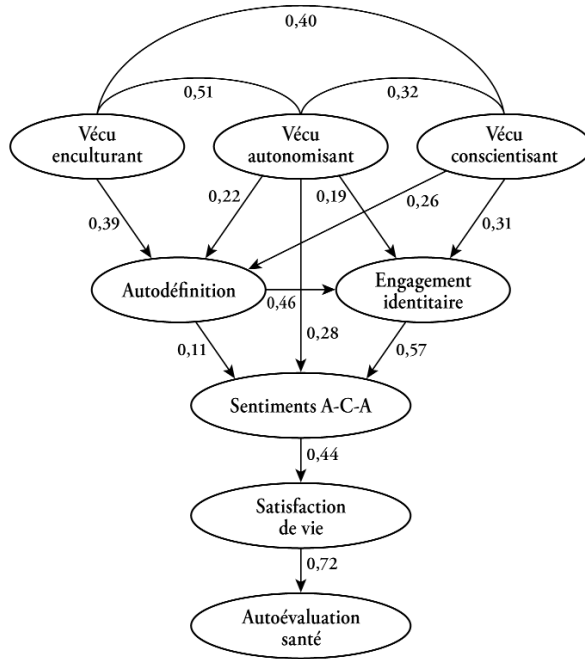 0,40
0,51
0,32
Vécu
enculturant
Vécu
autonomisant
Vécu
conscientisant
0,39
0,22
0,19
0,26
0,31
Autodéfinition
0,46
Engagement
identitaire
0,11
0,28
0,57
Sentiments A-C-A
0,44
Satisfaction
de vie
0,72
Autoévaluation
santé